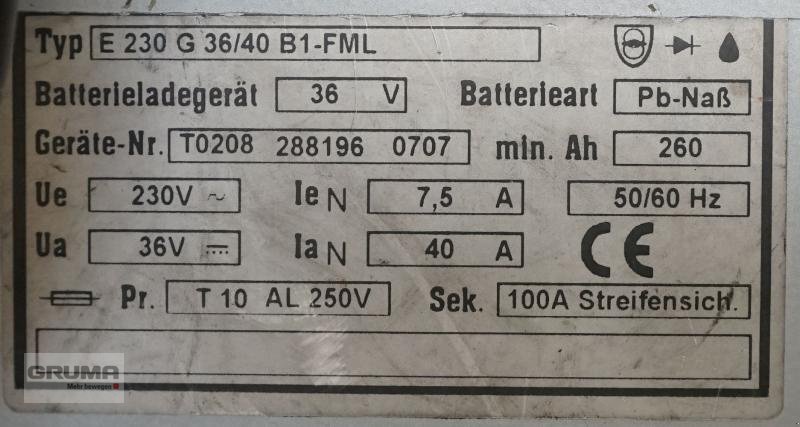 Typ E 230 G 36/40 B1-FML
Batterieladegerät 36 V Batterieart Pb-Naß
Geräte-Nr. T0208 288196 0707 min. Ah 260
Ue 230V ~ Ie N 7,5 A 50/60 Hz
Ua 36V Ia N 40 A CE
Pr. T 10 AL 250V Sek. 100A Streifensich.
GRUMA
Mehr bewegen